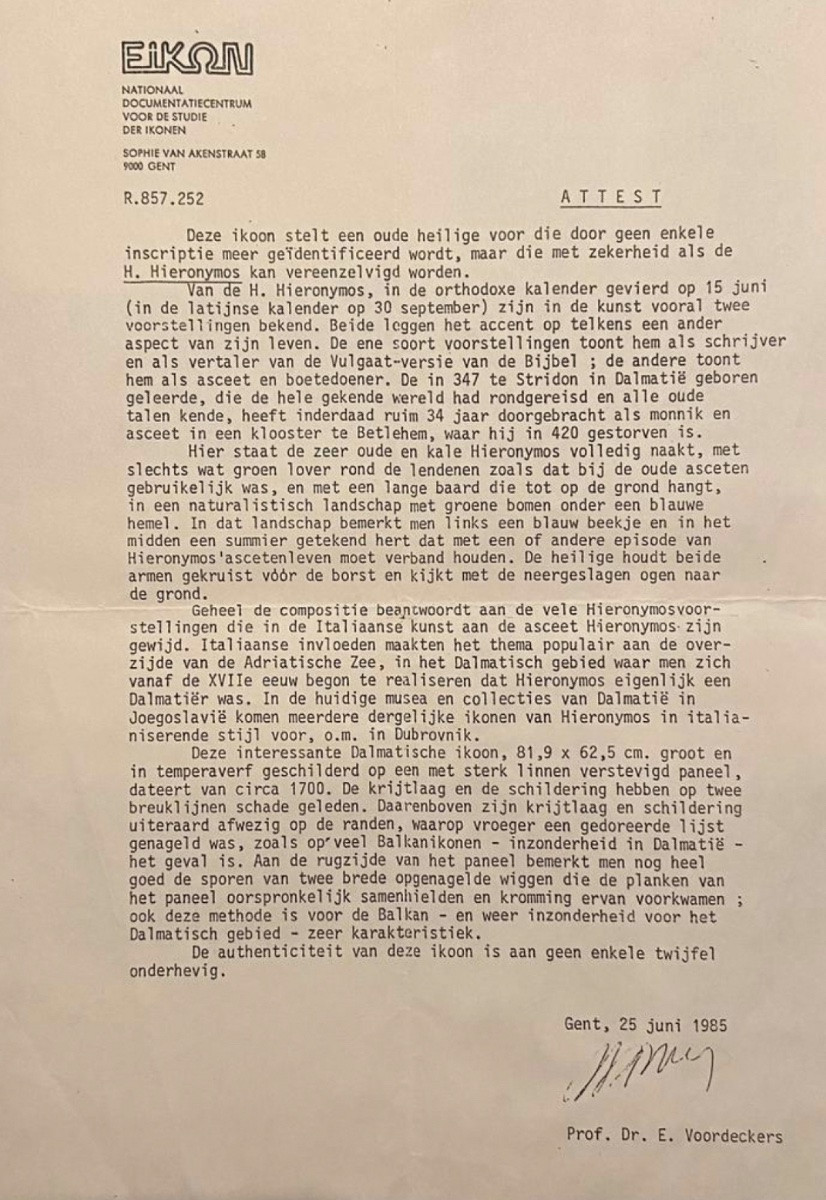 EiKΩN
NATIONAAL
DOCUMENTATIECENTRUM
VOOR DE STUDIE
DER IKONEN
SOPHIE VAN AKENSTRAAT 58
9000 GENT
R.857.252
ATTEST
Deze ikoon stelt een oude heilige voor die door geen enkele
inscriptie meer geïdentificeerd wordt, maar die met zekerheid als de
H. Hieronymos kan vereenzelvigd worden.
Van de H. Hieronymos, in de orthodoxe kalender gevierd op 15 juni
(in de latijnse kalender op 30 september) zijn in de kunst vooral twee
voorstellingen bekend. Beide leggen het accent op telkens een ander
aspect van zijn leven. De ene soort voorstellingen toont hem als schrijver
en als vertaler van de Vulgaat-versie van de Bijbel ; de andere toont
hem als asceet en boetedoener. De in 347 te Stridon in Dalmatië geboren
geleerde, die de hele gekende wereld had rondgereisd en alle oude
talen kende, heeft inderdaad ruim 34 jaar doorgebracht als monnik en
asceet in een klooster te Betlehem, waar hij in 420 gestorven is.
Hier staat de zeer oude en kale Hieronymos volledig naakt, met
slechts wat groen lover rond de lendenen zoals dat bij de oude asceten
gebruikelijk was, en met een lange baard die tot op de grond hangt,
in een naturalistisch landschap met groene bomen onder een blauwe
hemel. In dat landschap bemerkt men links een blauw beekje en in het
midden een summier getekend hert dat met een of andere episode van
Hieronymos'ascetenleven moet verband houden. De heilige houdt beide
armen gekruist vóór de borst en kijkt met de neergeslagen ogen naar
de grond.
Geheel de compositie beantwoordt aan de vele Hieronymosvoor-
stellingen die in de Italiaanse kunst aan de asceet Hieronymos zijn
gewijd. Italiaanse invloeden maakten het thema populair aan de over-
zijde van de Adriatische Zee, in het Dalmatisch gebied waar men zich
vanaf de XVIIe eeuw begon te realiseren dat Hieronymos eigenlijk een
Dalmatiër was. In de huidige musea en collecties van Dalmatië in
Joegoslavië komen meerdere dergelijke ikonen van Hieronymos in italia-
niserende stijl voor, o.m. in Dubrovnik.
Deze interessante Dalmatische ikoon, 81,9 x 62,5 cm. groot en
in temperaverf geschilderd op een met sterk linnen verstevigd paneel,
dateert van circa 1700. De krijtlaag en de schildering hebben op twee
breuklijnen schade geleden. Daarenboven zijn krijtlaag en schildering
uiteraard afwezig op de randen, waarop vroeger een gedoreerde lijst
genageld was, zoals op veel Balkanikonen - inzonderheid in Dalmatië -
het geval is. Aan de rugzijde van het paneel bemerkt men nog heel
goed de sporen van twee brede opgenagelde wiggen die de planken van
het paneel oorspronkelijk samenhielden en kromming ervan voorkwamen ;
ook deze methode is voor de Balkan - en weer inzonderheid voor het
Dalmatisch gebied - zeer karakteristiek.
De authenticiteit van deze ikoon is aan geen enkele twijfel
onderhevig.
Gent, 25 juni 1985
Prof. Dr. E. Voordeckers